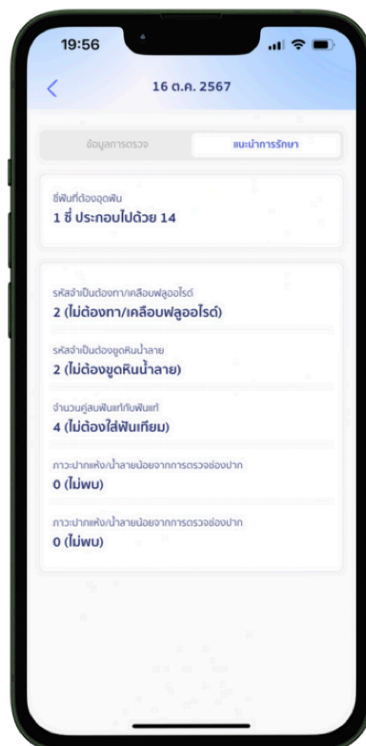 19:56
16 ต.ค. 2567
ข้อมูลการตรวจ
แนะนำการรักษา
ซี่ฟันที่ต้องอุดฟัน
1 ซี่ ประกอบไปด้วย 14
รหัสจำเป็นต้องทา/เคลือบฟลูออไรด์
2 (ไม่ต้องทา/เคลือบฟลูออไรด์)
รหัสจำเป็นต้องขูดหินน้ำลาย
2 (ไม่ต้องขูดหินน้ำลาย)
จำนวนคู่สบฟันแท้กับฟันแท้
4 (ไม่ต้องใส่ฟันเทียม)
ภาวะปากแห้ง/น้ำลายน้อยจากการตรวจช่องปาก
0 (ไม่พบ)
ภาวะปากแห้ง/น้ำลายน้อยจากการตรวจช่องปาก
0 (ไม่พบ)